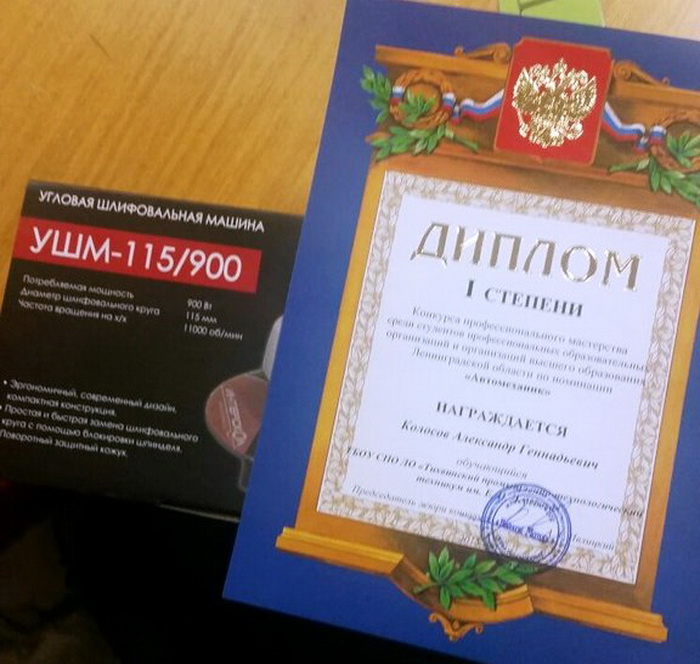 УГЛОВАЯ ШЛИФОВАЛЬНАЯ МАШИНА
УШМ-115/900
Потребляемая мощность 900 Вт
Диаметр шлифовального круга 115 мм
Частота вращения на х/х 11000 об/мин
• Эргономичный, современный дизайн,
компактная конструкция.
• Простая и быстрая замена шлифовального
круга с помощью блокировки шпинделя.
Поворотный защитный кожух.
ДИПЛОМ
I СТЕПЕНИ
Конкурса профессионального мастерства
среди студентов профессиональных образовательных
организаций и организаций высшего образования
Ленинградской области по номинации
«Автомеханик»
НАГРАЖДАЕТСЯ
Колосов Александр Геннадьевич
обучающийся
ГБОУ СПО ЛО «Тихвинский промышленно-технологический
техникум им.
Председатель жюри